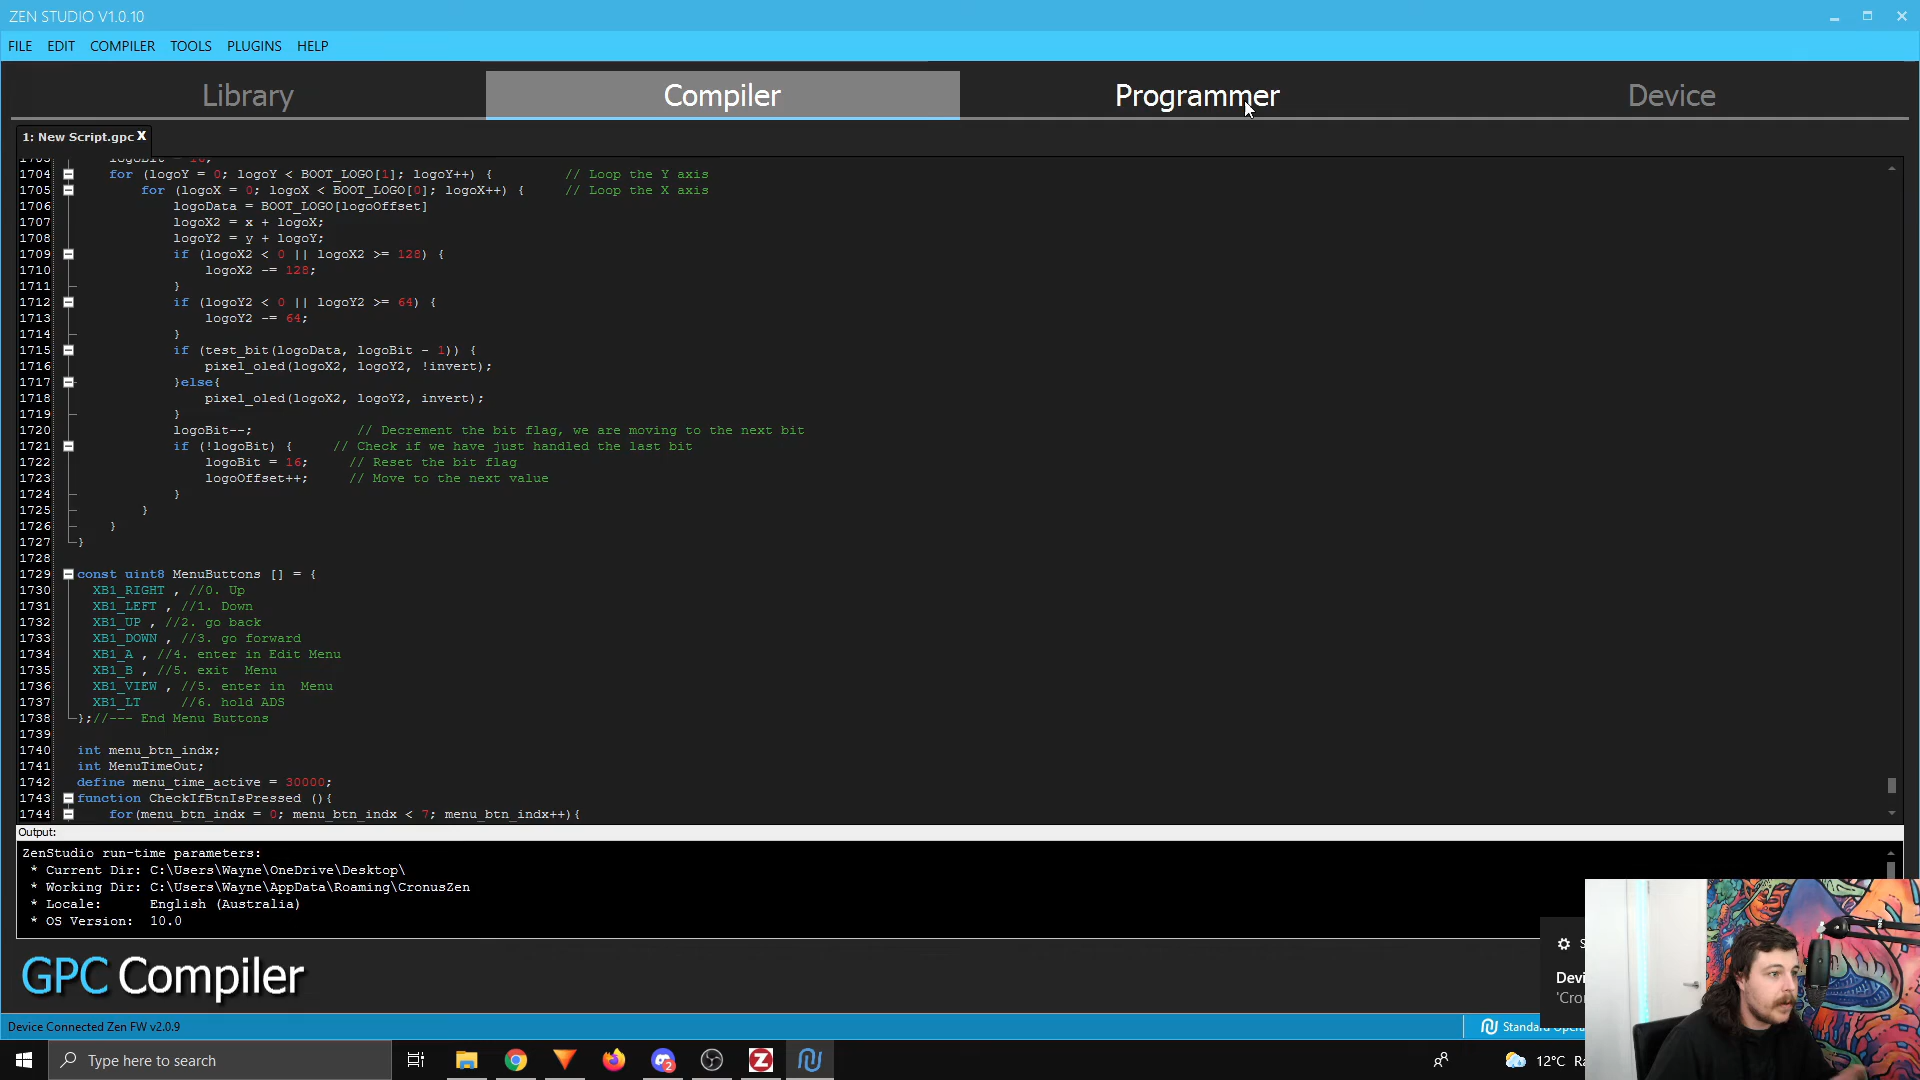 ZEN STUDIO V1.0.10
FILE EDIT COMPILER TOOLS PLUGINS HELP
Library Compiler Programmer Device
1: New Script.gpc X
1704 for (logoY = 0; logoY < BOOT_LOGO[1]; logoY++) { // Loop the Y axis
1705 for (logoX = 0; logoX < BOOT_LOGO[0]; logoX++) { // Loop the X axis
1706 logoData = BOOT_LOGO[logoOffset]
1707 logoX2 = x + logoX;
1708 logoY2 = y + logoY;
1709 if (logoX2 < 0 || logoX2 >= 128) {
1710 logoX2 -= 128;
1711 }
1712 if (logoY2 < 0 || logoY2 >= 64) {
1713 logoY2 -= 64;
1714 }
1715 if (test_bit(logoData, logoBit - 1)) {
1716 pixel_oled(logoX2, logoY2, !invert);
1717 }else{
1718 pixel_oled(logoX2, logoY2, invert);
1719 }
1720 logoBit--; // Decrement the bit flag, we are moving to the next bit
1721 if (!logoBit) { // Check if we have just handled the last bit
1722 logoBit = 16; // Reset the bit flag
1723 logoOffset++; // Move to the next value
1724 }
1725 }
1726 }
1727 }
1728
1729 const uint8 MenuButtons [] = {
1730 XB1_RIGHT , //0. Up
1731 XB1_LEFT , //1. Down
1732 XB1_UP , //2. go back
1733 XB1_DOWN , //3. go forward
1734 XB1_A , //4. enter in Edit Menu
1735 XB1_B , //5. exit Menu
1736 XB1_VIEW , //5. enter in Menu
1737 XB1_LT //6. hold ADS
1738 };//--- End Menu Buttons
1739
1740 int menu_btn_indx;
1741 int MenuTimeOut;
1742 define menu_time_active = 30000;
1743 function CheckIfBtnIsPressed (){
1744 for(menu_btn_indx = 0; menu_btn_indx < 7; menu_btn_indx++){
Output:
ZenStudio run-time parameters:
* Current Dir: C:\Users\Wayne\OneDrive\Desktop\
* Working Dir: C:\Users\Wayne\AppData\Roaming\CronusZen
* Locale: English (Australia)
* OS Version: 10.0
GPC Compiler
Device Connected Zen FW v2.0.9
Type here to search
2
12°C